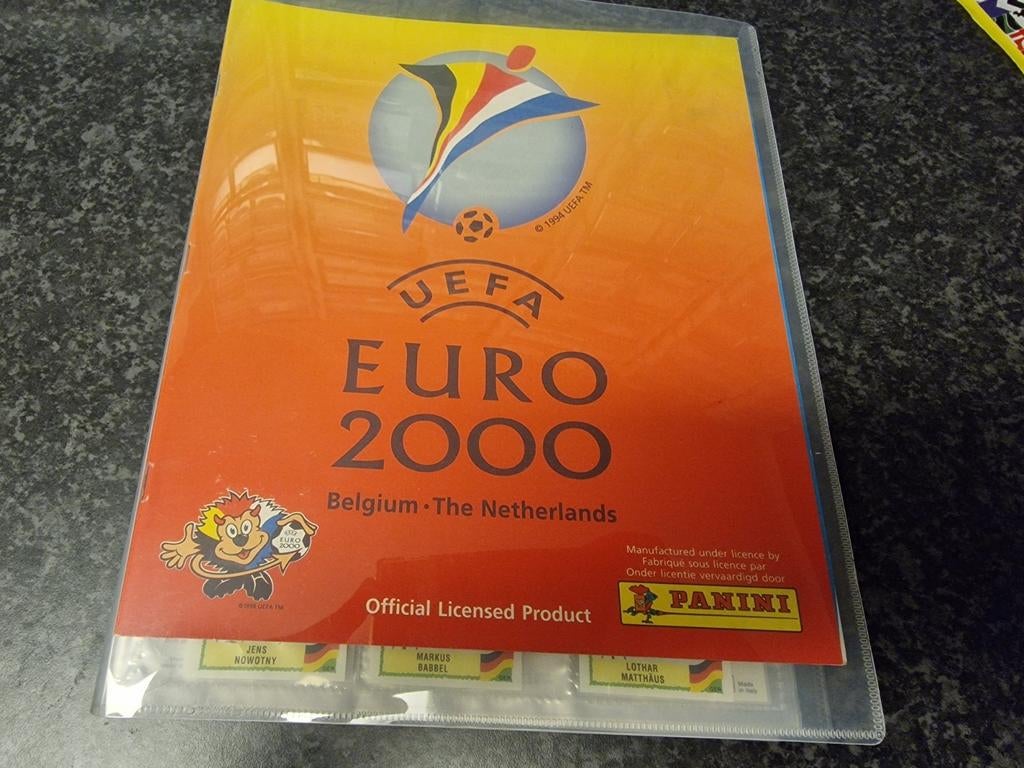 © 1994 UEFA TM
UEFA
EURO
2000
Belgium · The Netherlands
EURO
2000
© 1998 UEFA TM
Manufactured under licence by
Fabriqué sous licence par
Onder licentie vervaardigd door
PANINI
Official Licensed Product
JENS
NOWOTNY
MARKUS
BABBEL
GER
LOTHAR
MATTHÄUS
GER
Made
in Italy